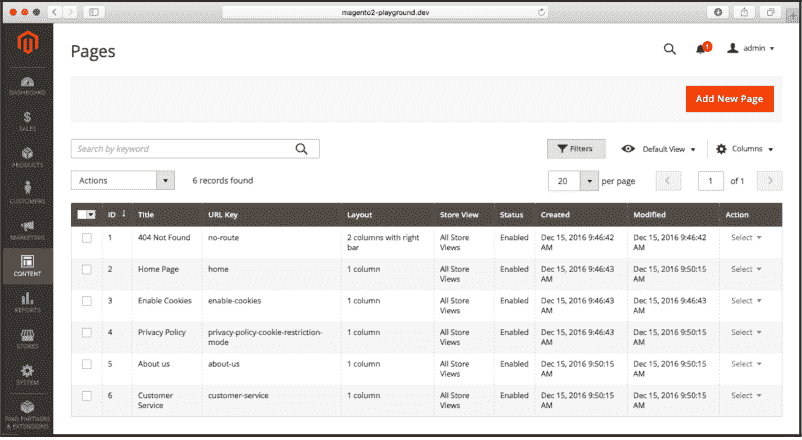 magento2-playground.dev
Pages
1
admin
Add New Page
Search by keyword
Filters
Default View
Columns
Actions
6 records found
20
per page
1
of 1
ID Title URL Key Layout Store View Status Created Modified Action
1 404 Not Found no-route 2 columns with right All Store Enabled Dec 15, 2016 9:46:42 Dec 15, 2016 9:46:42 Select
bar Views AM AM
2 Home Page home 1 column All Store Enabled Dec 15, 2016 9:46:43 Dec 15, 2016 9:50:15 Select
Views AM AM
3 Enable Cookies enable-cookies 1 column All Store Enabled Dec 15, 2016 9:46:43 Dec 15, 2016 9:46:43 Select
Views AM AM
4 Privacy Policy privacy-policy-cookie-restriction- 1 column All Store Enabled Dec 15, 2016 9:46:43 Dec 15, 2016 9:50:15 Select
mode Views AM AM
5 About us about-us 1 column All Store Enabled Dec 15, 2016 9:50:15 Dec 15, 2016 9:50:15 Select
Views AM AM
6 Customer customer-service 1 column All Store Enabled Dec 15, 2016 9:50:15 Dec 15, 2016 9:50:15 Select
Service Views AM AM
DASHBOARD
SALES
PRODUCTS
CUSTOMERS
MARKETING
CONTENT
REPORTS
STORES
SYSTEM
FIND PARTNERS
& EXTENSIONS